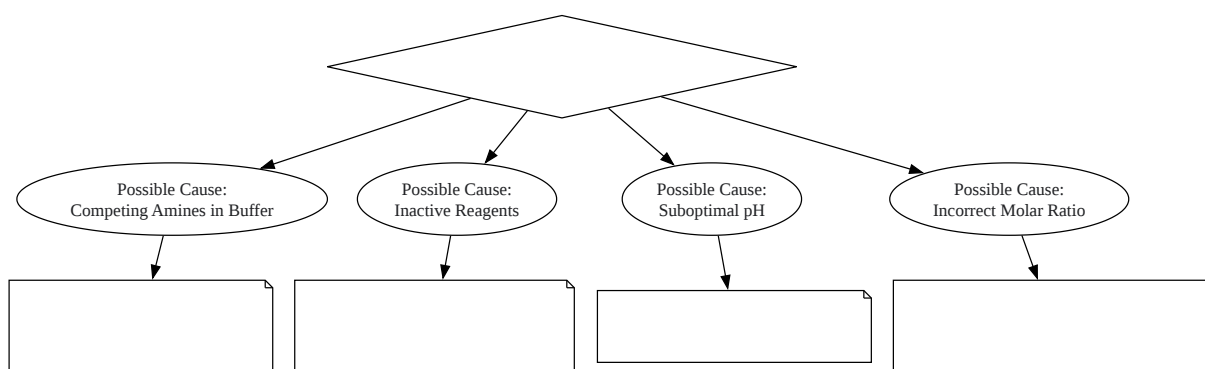 Possible Cause:
Competing Amines in Buffer
Possible Cause:
Inactive Reagents
Possible Cause:
Suboptimal pH
Possible Cause:
Incorrect Molar Ratio